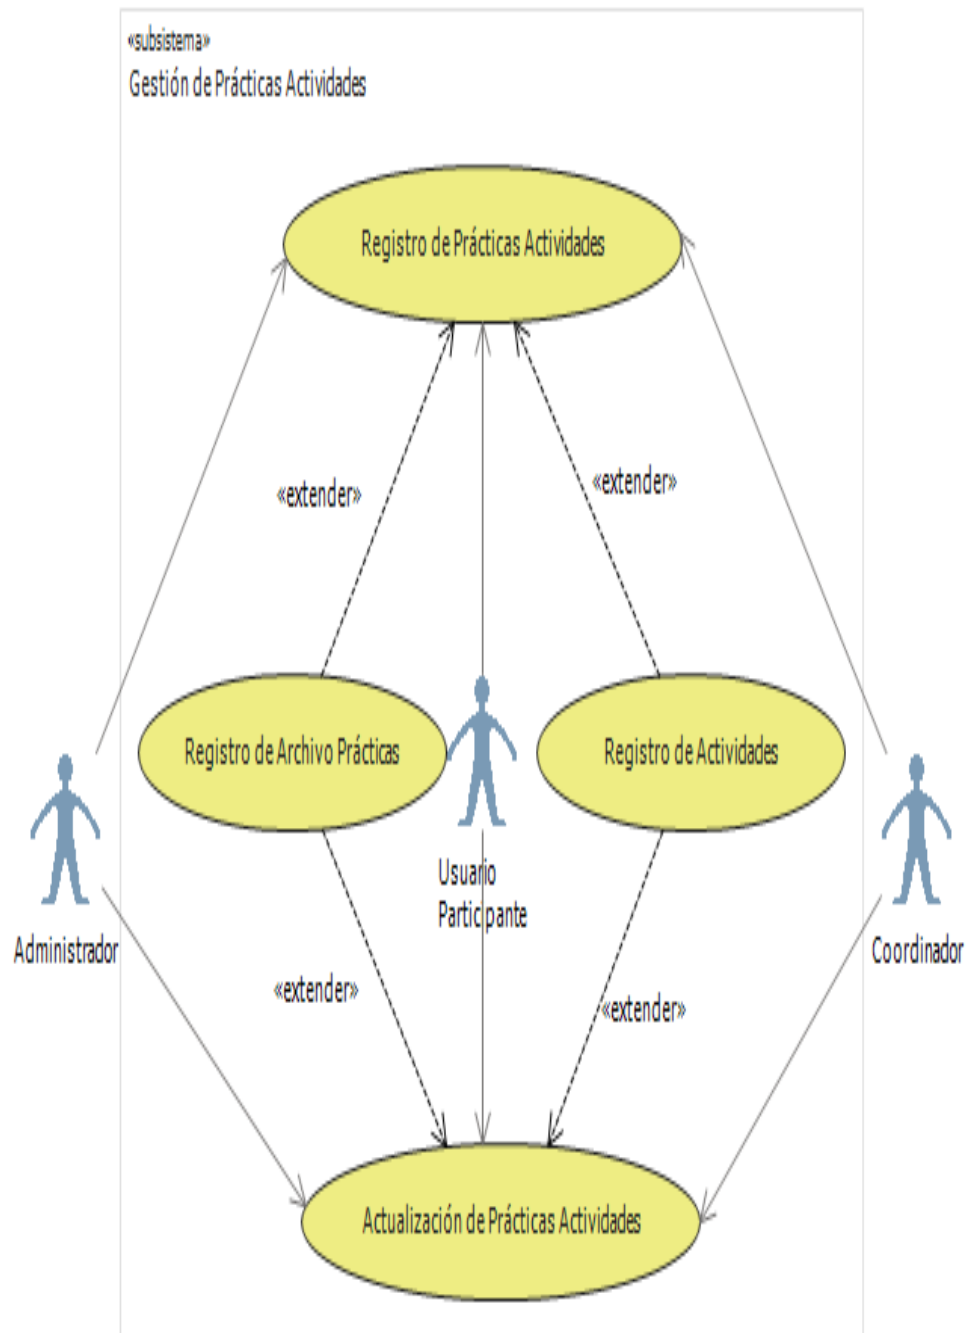 «subsistema»
Gestión de Prácticas Actividades
Registro de Prácticas Actividades
«extender»
«extender»
Registro de Archivo Prácticas
Registro de Actividades
Usuario
Participante
Administrador
Coordinador
«extender»
«extender»
Actualización de Prácticas Actividades